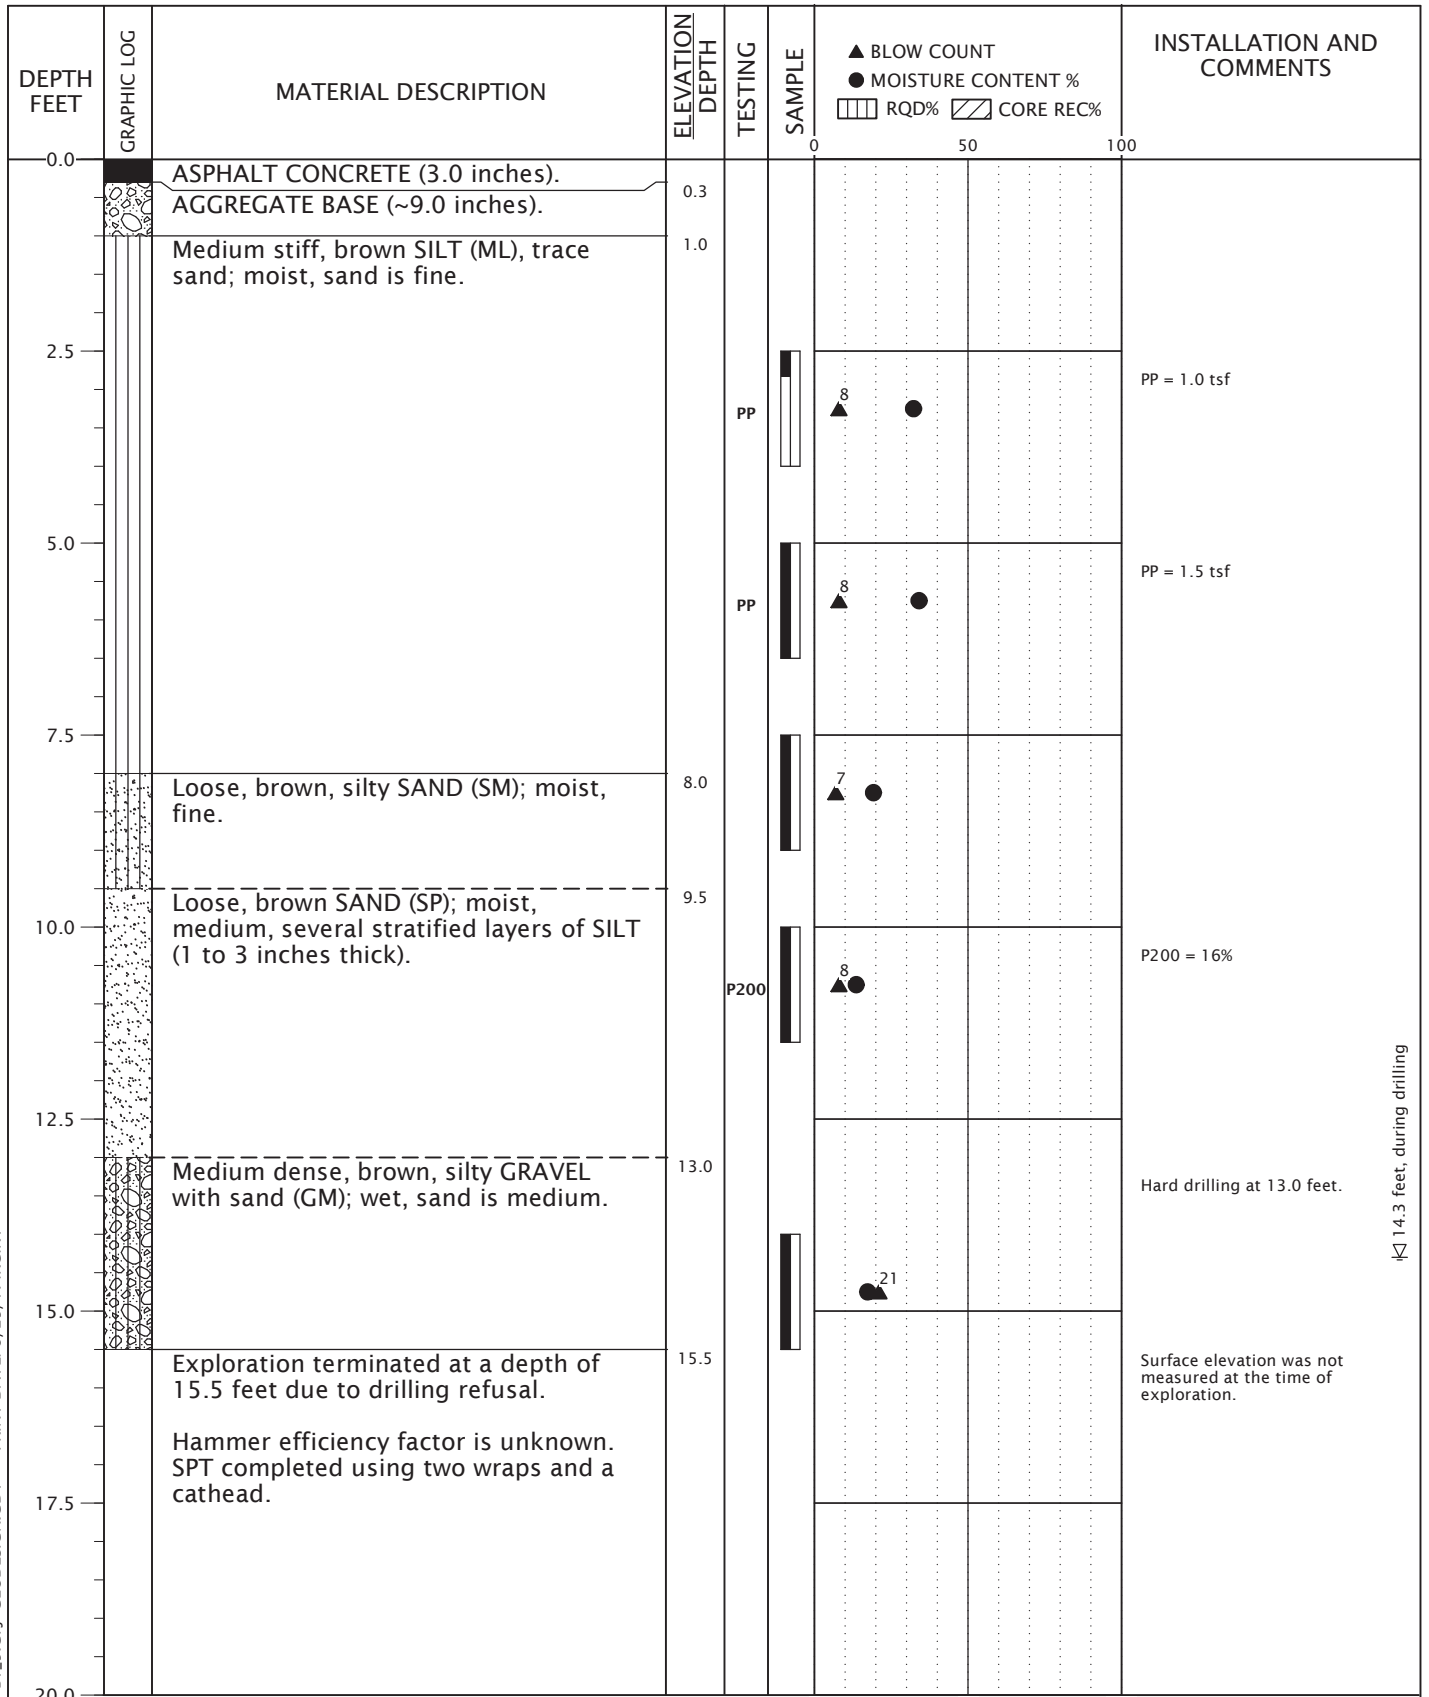 DEPTH
FEET
GRAPHIC LOG
MATERIAL DESCRIPTION
ELEVATION
DEPTH
TESTING
SAMPLE
▲ BLOW COUNT
● MOISTURE CONTENT %
RQD% CORE REC%
0 50 100
INSTALLATION AND
COMMENTS
0.0
ASPHALT CONCRETE (3.0 inches).
0.3
AGGREGATE BASE (~9.0 inches).
1.0
Medium stiff, brown SILT (ML), trace
sand; moist, sand is fine.
2.5
PP = 1.0 tsf
8
PP
5.0
PP = 1.5 tsf
8
PP
7.5
8.0
Loose, brown, silty SAND (SM); moist,
fine.
7
9.5
Loose, brown SAND (SP); moist,
medium, several stratified layers of SILT
(1 to 3 inches thick).
10.0
P200 = 16%
8
P200
12.5
14.3 feet, during drilling
13.0
Medium dense, brown, silty GRAVEL
with sand (GM); wet, sand is medium.
Hard drilling at 13.0 feet.
21
15.0
15.5
Exploration terminated at a depth of
15.5 feet due to drilling refusal.
Surface elevation was not
measured at the time of
exploration.
Hammer efficiency factor is unknown.
SPT completed using two wraps and a
cathead.
17.5
20.0